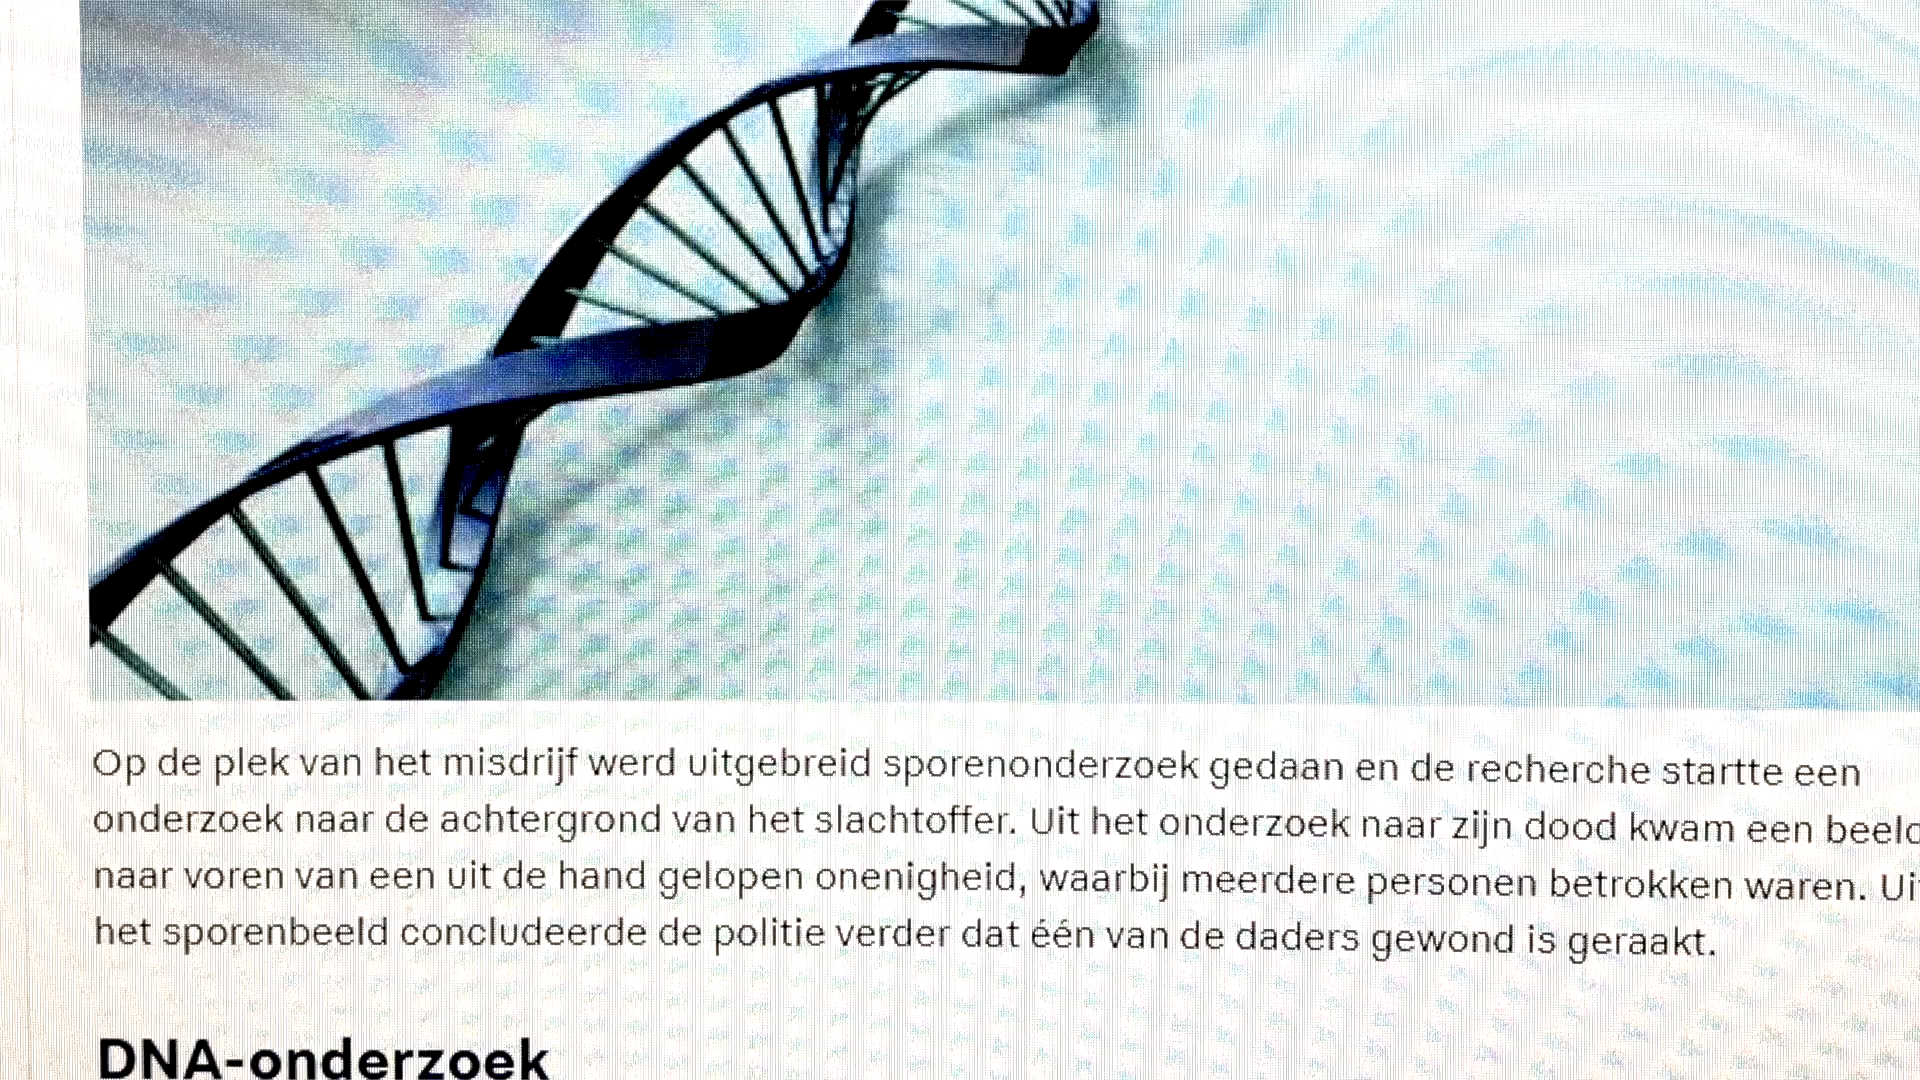 Op de plek van het misdrijf werd uitgebreid sporenonderzoek gedaan en de recherche startte een
onderzoek naar de achtergrond van het slachtoffer. Uit het onderzoek naar zijn dood kwam een beeld
naar voren van een uit de hand gelopen onenigheid, waarbij meerdere personen betrokken waren. Uit
het sporenbeeld concludeerde de politie verder dat één van de daders gewond is geraakt.
DNA-onderzoek